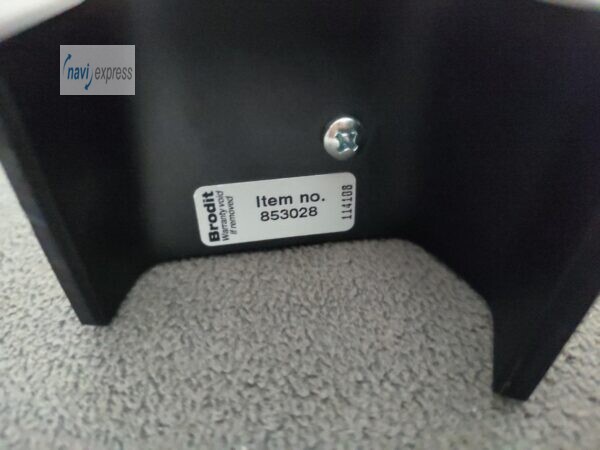 navi express
Brodit
Warranty void
if removed
Item no.
853028
114108